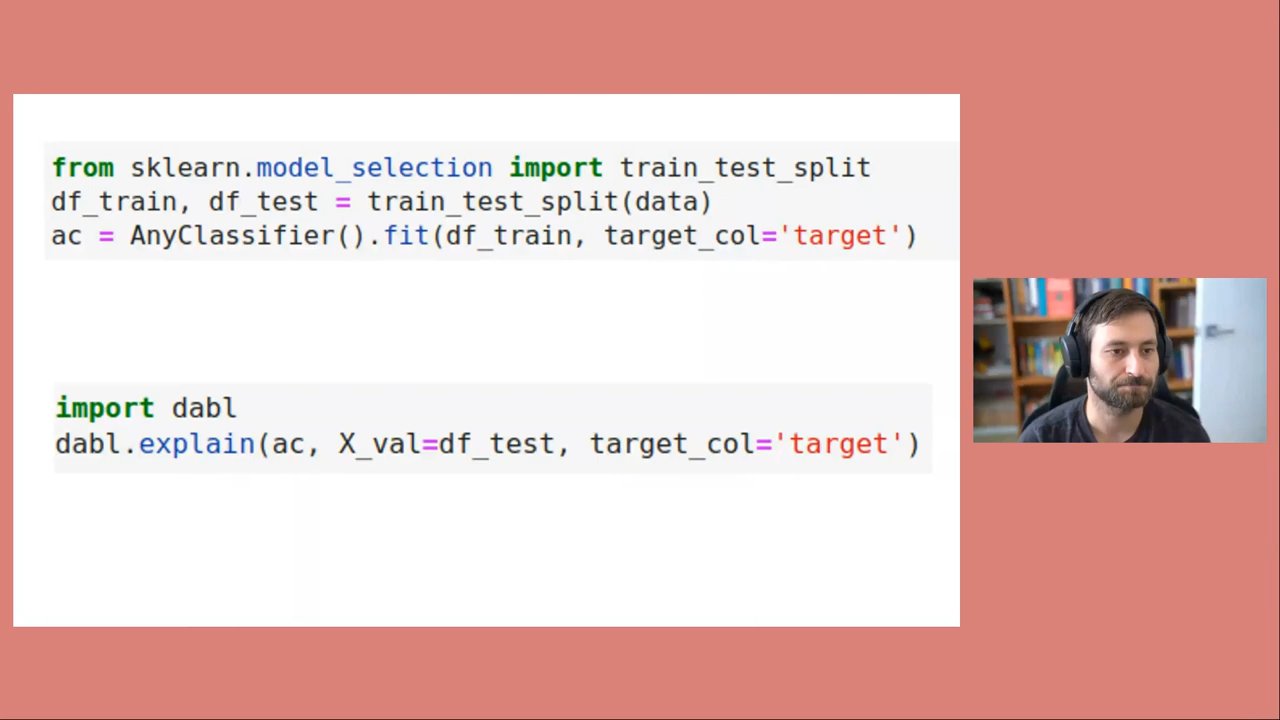 from sklearn.model_selection import train_test_split
df_train, df_test = train_test_split(data)
ac = AnyClassifier().fit(df_train, target_col='target')
import dabl
dabl.explain(ac, X_val=df_test, target_col='target')